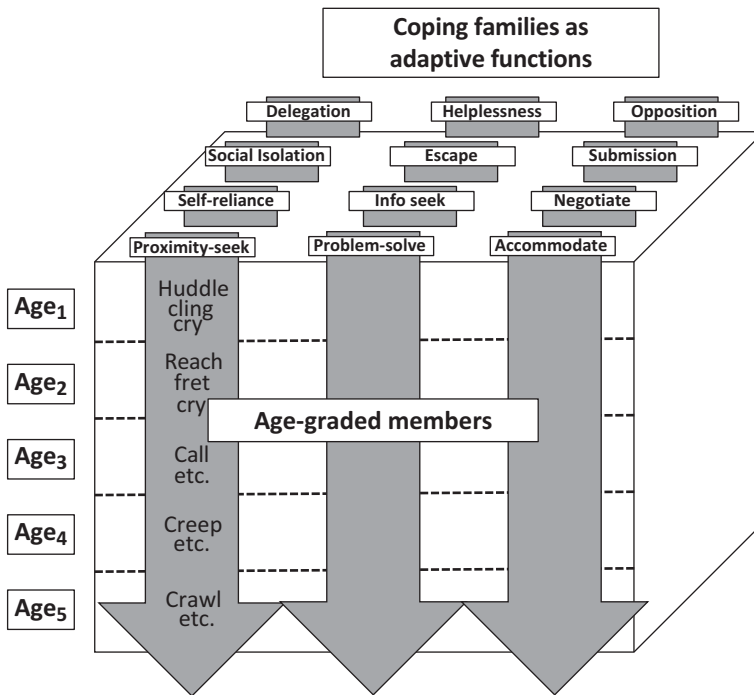 Coping families as
adaptive functions
Delegation Helplessness Opposition
Social Isolation Escape Submission
Self-reliance Info seek Negotiate
Proximity-seek Problem-solve Accommodate
Age1
Huddle
cling
cry
Age2
Reach
fret
cry
Age-graded members
Age3
Call
etc.
Age4
Creep
etc.
Age5
Crawl
etc.